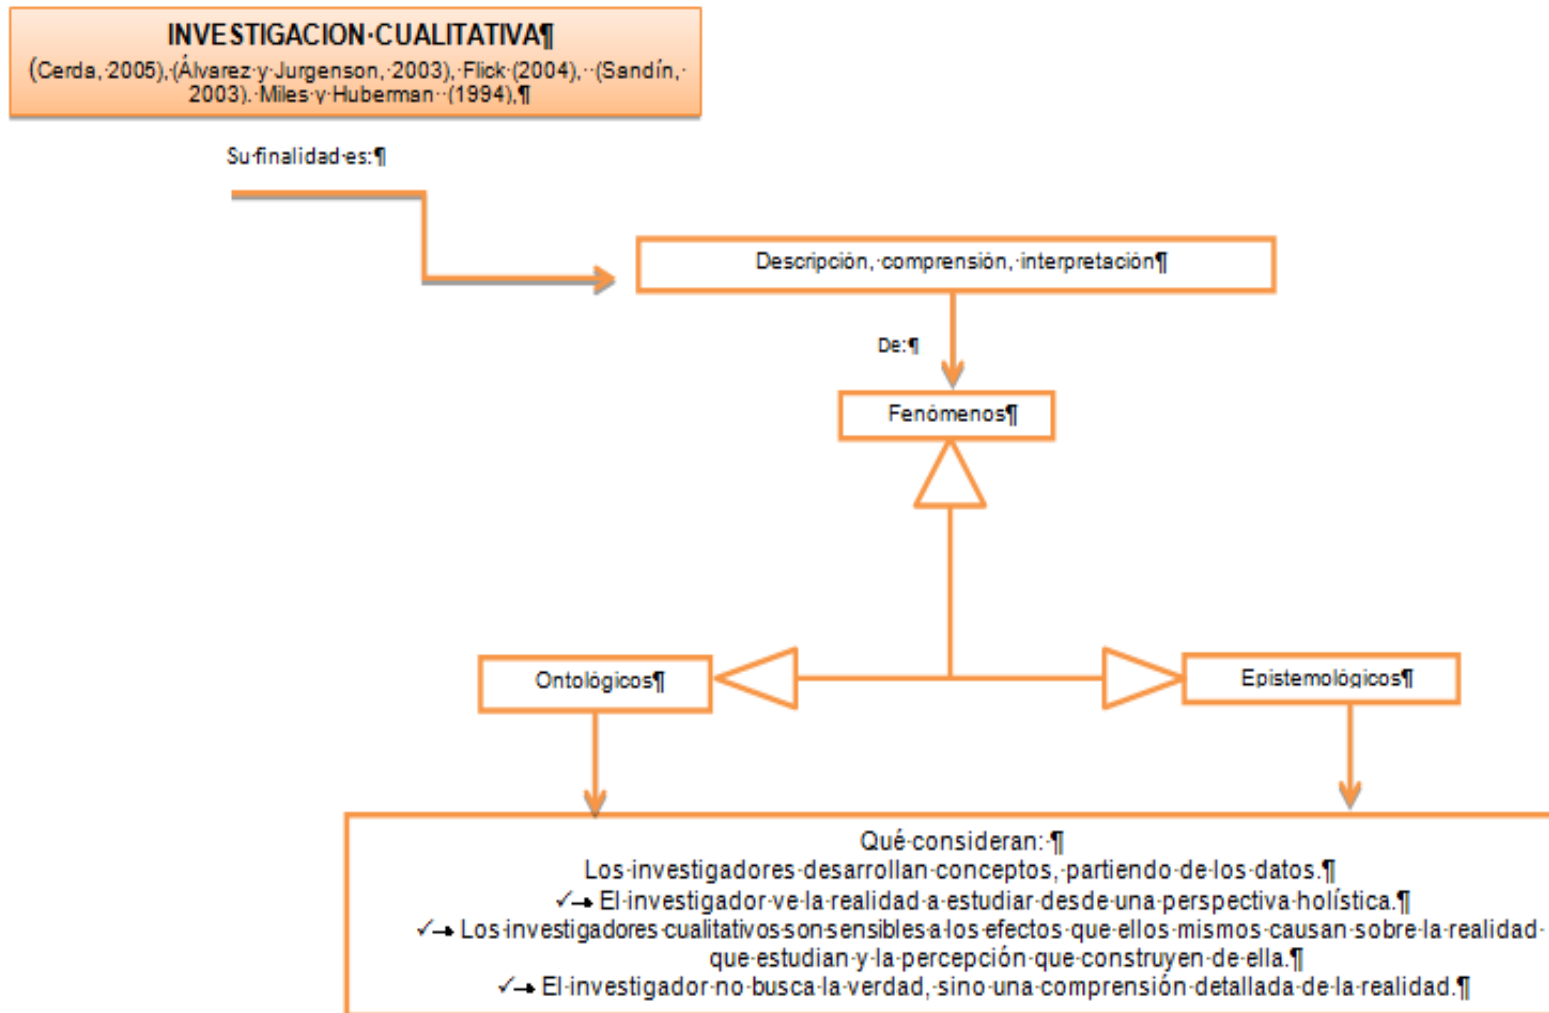 INVESTIGACION·CUALITATIVA¶
(Cerda,·2005),·(Álvarez·y·Jurgenson,·2003),·Flick·(2004),··(Sandín,·
2003).·Miles·y·Huberman··(1994),¶
Su·finalidad·es:¶
Descripción,·comprensión,·interpretación¶
De:¶
Fenómenos¶
Ontológicos¶
Epistemológicos¶
Qué·consideran:·¶
Los·investigadores·desarrollan·conceptos,·partiendo·de·los·datos.¶
✓→ El·investigador·ve·la·realidad·a·estudiar·desde·una·perspectiva·holística.¶
✓→ Los·investigadores·cualitativos·son·sensibles·a·los·efectos·que·ellos·mismos·causan·sobre·la·realidad·
que·estudian·y·la·percepción·que·construyen·de·ella.¶
✓→ El·investigador·no·busca·la·verdad,·sino·una·comprensión·detallada·de·la·realidad.¶